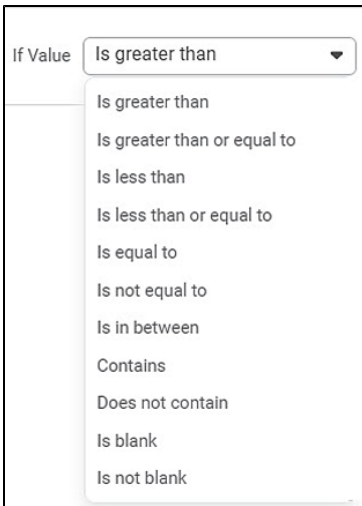 If Value Is greater than
Is greater than
Is greater than or equal to
Is less than
Is less than or equal to
Is equal to
Is not equal to
Is in between
Contains
Does not contain
Is blank
Is not blank